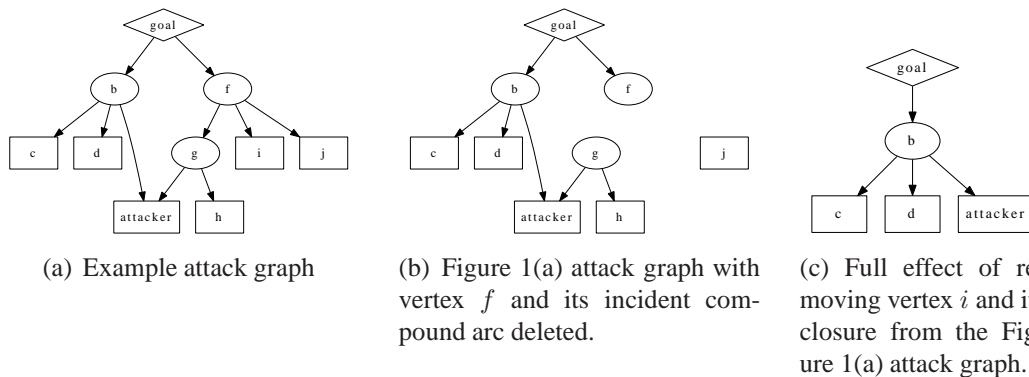 goal
b
f
c
d
g
i
j
attacker
h
(a) Example attack graph
goal
b
f
c
d
g
j
attacker
h
(b) Figure 1(a) attack graph with
vertex f and its incident com-
pound arc deleted.
goal
b
c
d
attacker
(c) Full effect of re
moving vertex i and i
closure from the Fig
ure 1(a) attack graph.